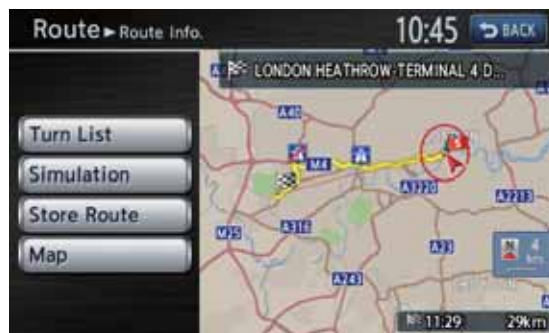 Route ► Route Info.
10:45
BACK
LONDON HEATHROW-TERMINAL 4 D...
Turn List
Simulation
Store Route
Map
A40
M4
A3220
A2213
M25
A316
A23
A243
N
4
km
11:29
29km